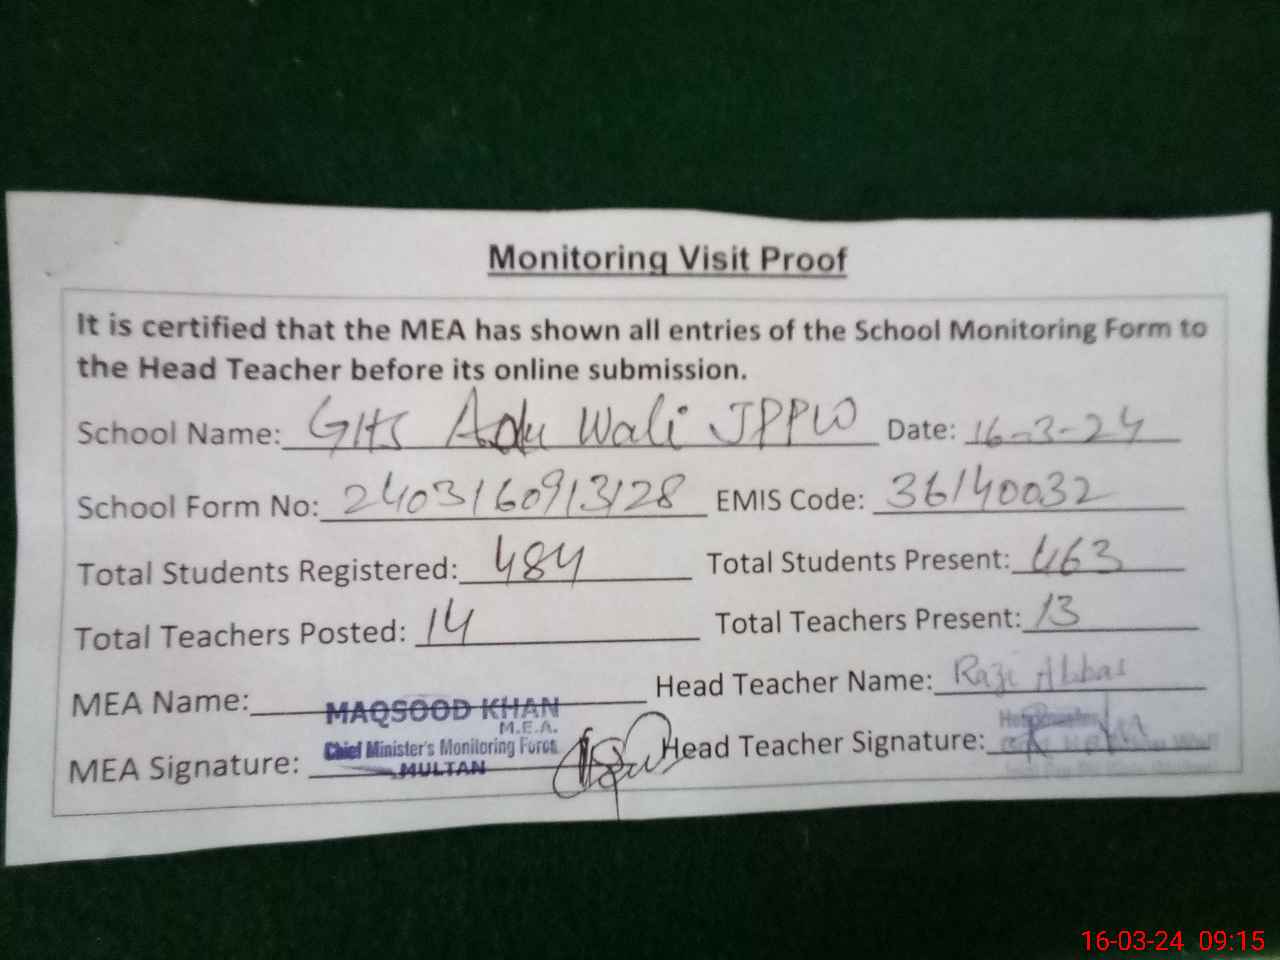 Monitoring Visit Proof
It is certified that the MEA has shown all entries of the School Monitoring Form to
the Head Teacher before its online submission.
School Name: GHS Adu Wali JPPW Date: 16-3-24
School Form No: 240316093128 EMIS Code: 36140032
Total Students Registered: 484 Total Students Present: 463
Total Teachers Posted: 14 Total Teachers Present: 13
MEA Name: MAQSOOD KHAN Head Teacher Name: Razi Abbas
M.E.A.
Chief Minister's Monitoring Force
MULTAN
MEA Signature: Head Teacher Signature:
16-03-24 09:15